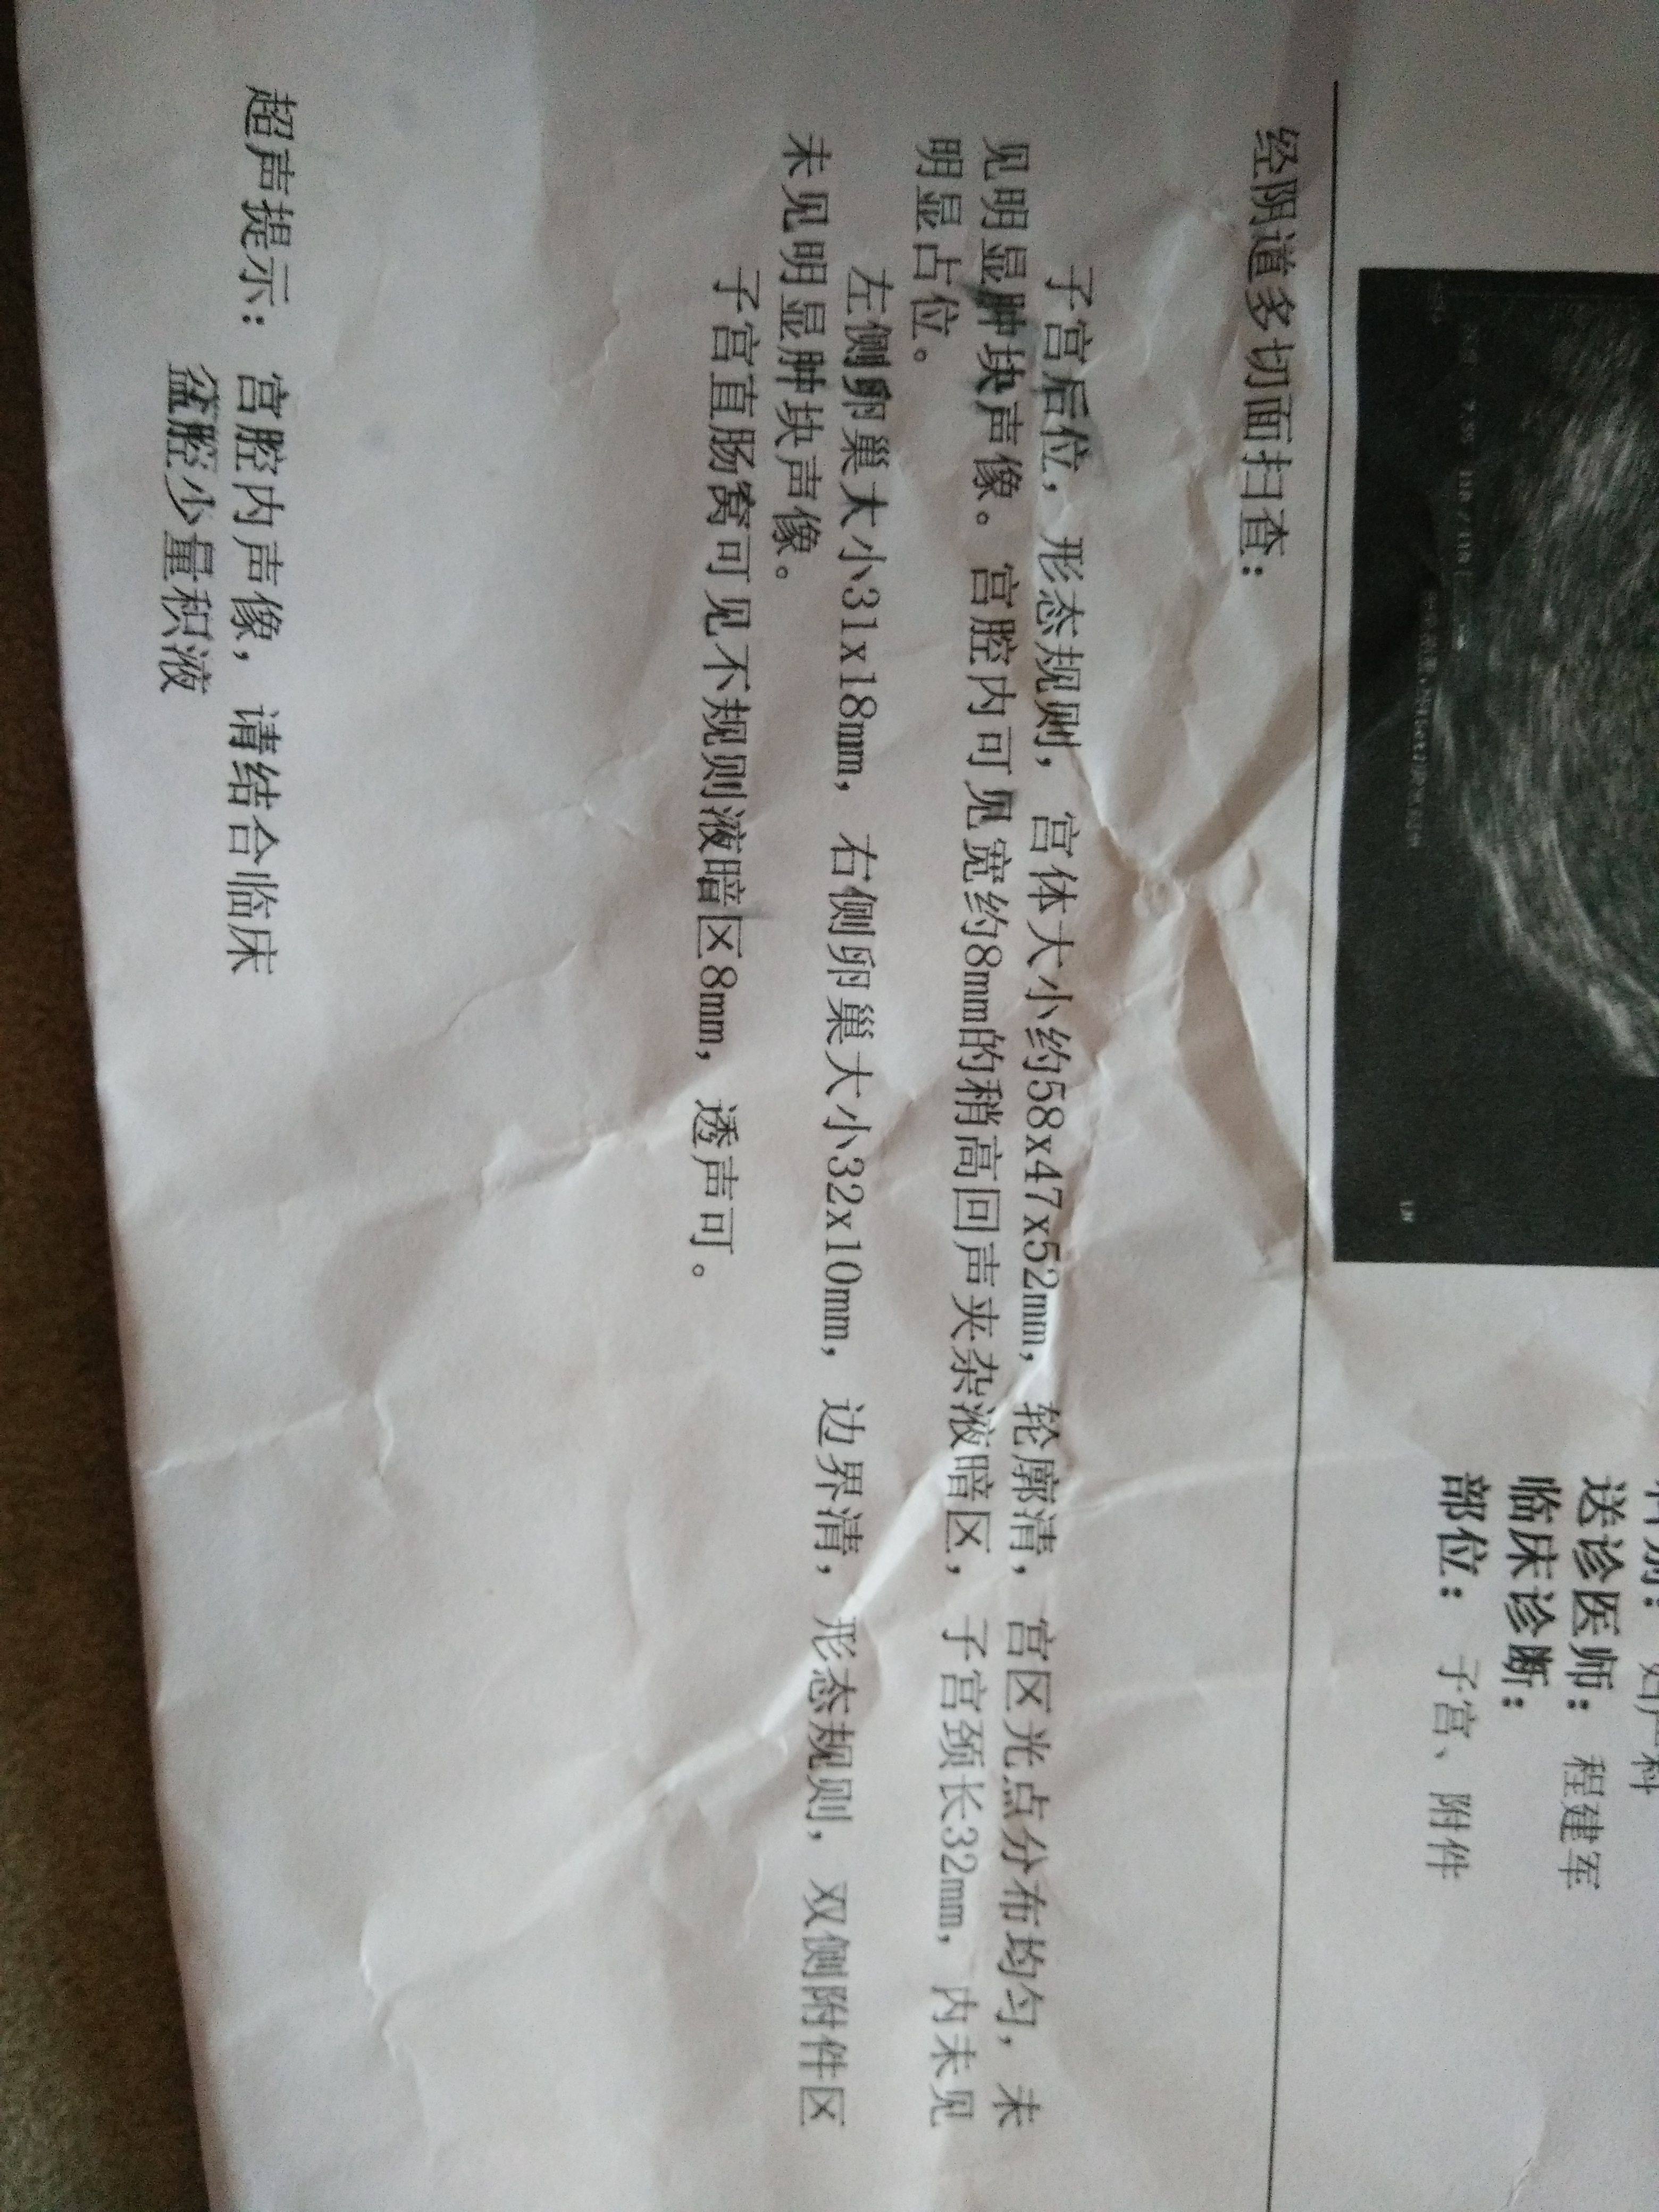 送诊医师： 程建军
临床诊断：
部位： 子宫、附件
经阴道多切面扫查：
子宫后位，形态规则，宫体大小约58x47x52mm，轮廓清，宫区光点分布均匀，未
见明显肿块声像。宫腔内可见宽约8mm的稍高回声夹杂液暗区，子宫颈长32mm，内未见
明显占位。
左侧卵巢大小31x18mm，右侧卵巢大小32x10mm，边界清，形态规则，双侧附件区
未见明显肿块声像。
子宫直肠窝可见不规则液暗区8mm，透声可。
超声提示：宫腔内声像，请结合临床
盆腔少量积液